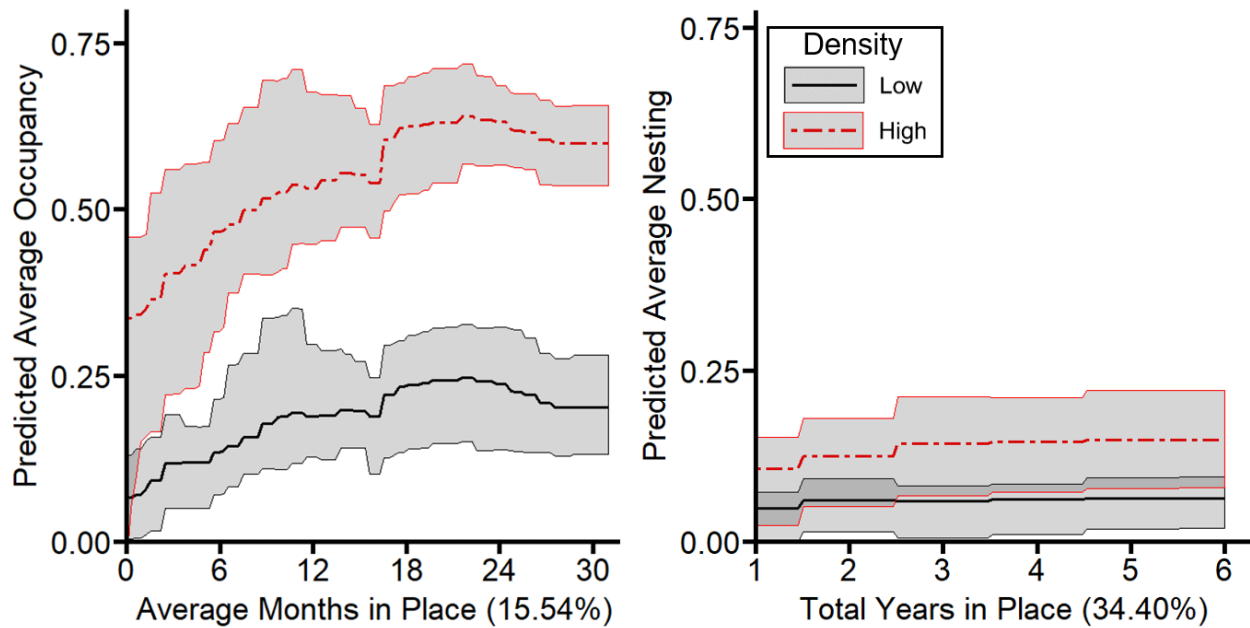 Predicted Average Occupancy
0.75
0.50
0.25
0.00
0 6 12 18 24 30
Average Months in Place (15.54%)
Predicted Average Nesting
0.75
0.50
0.25
0.00
1 2 3 4 5 6
Total Years in Place (34.40%)
Density
Low
High